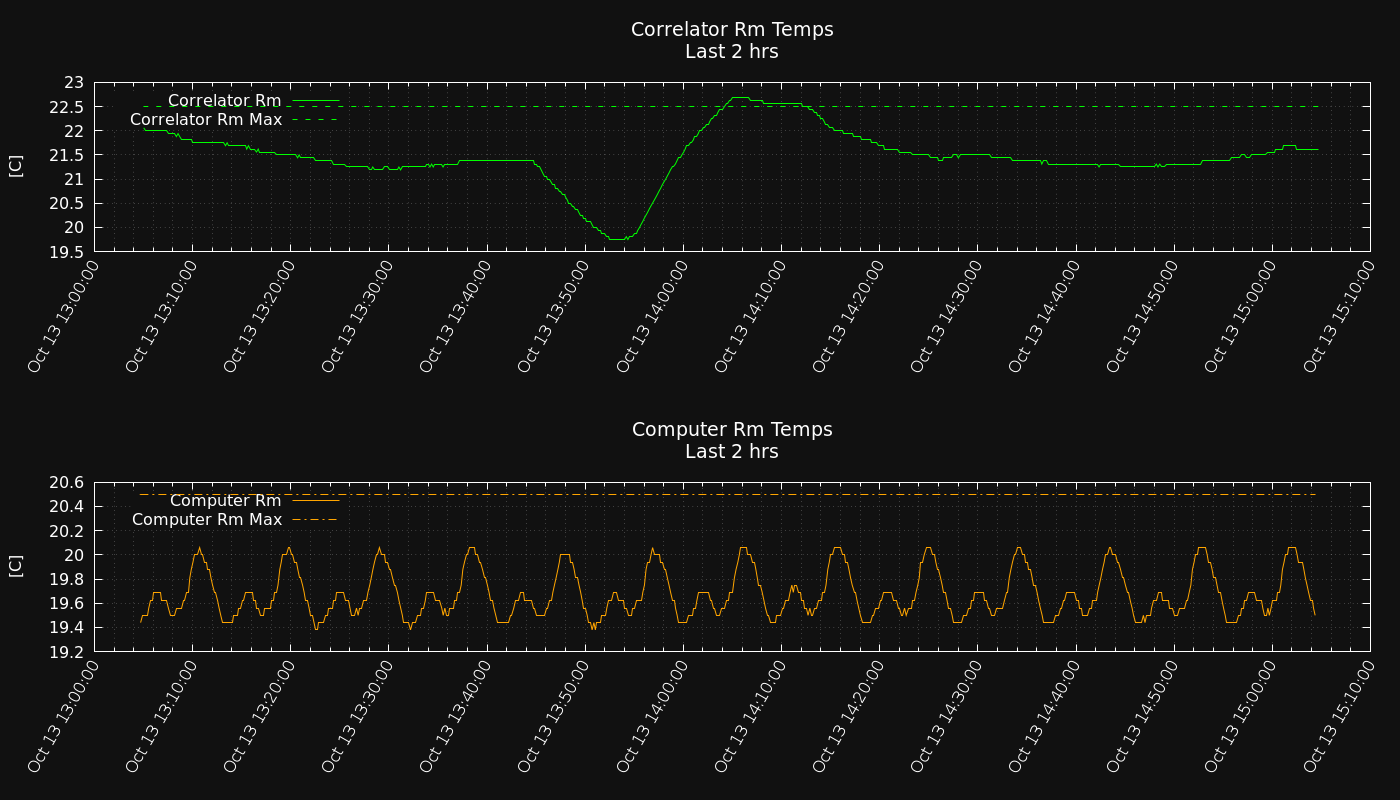 Correlator Rm Temps
Last 2 hrs
23
22.5
22
21.5
21
20.5
20
19.5
[C]
Correlator Rm
Correlator Rm Max
Oct 13 13:00:00
Oct 13 13:10:00
Oct 13 13:20:00
Oct 13 13:30:00
Oct 13 13:40:00
Oct 13 13:50:00
Oct 13 14:00:00
Oct 13 14:10:00
Oct 13 14:20:00
Oct 13 14:30:00
Oct 13 14:40:00
Oct 13 14:50:00
Oct 13 15:00:00
Oct 13 15:10:00
Computer Rm Temps
Last 2 hrs
20.6
20.4
20.2
20
19.8
19.6
19.4
19.2
[C]
Computer Rm
Computer Rm Max
Oct 13 13:00:00
Oct 13 13:10:00
Oct 13 13:20:00
Oct 13 13:30:00
Oct 13 13:40:00
Oct 13 13:50:00
Oct 13 14:00:00
Oct 13 14:10:00
Oct 13 14:20:00
Oct 13 14:30:00
Oct 13 14:40:00
Oct 13 14:50:00
Oct 13 15:00:00
Oct 13 15:10:00